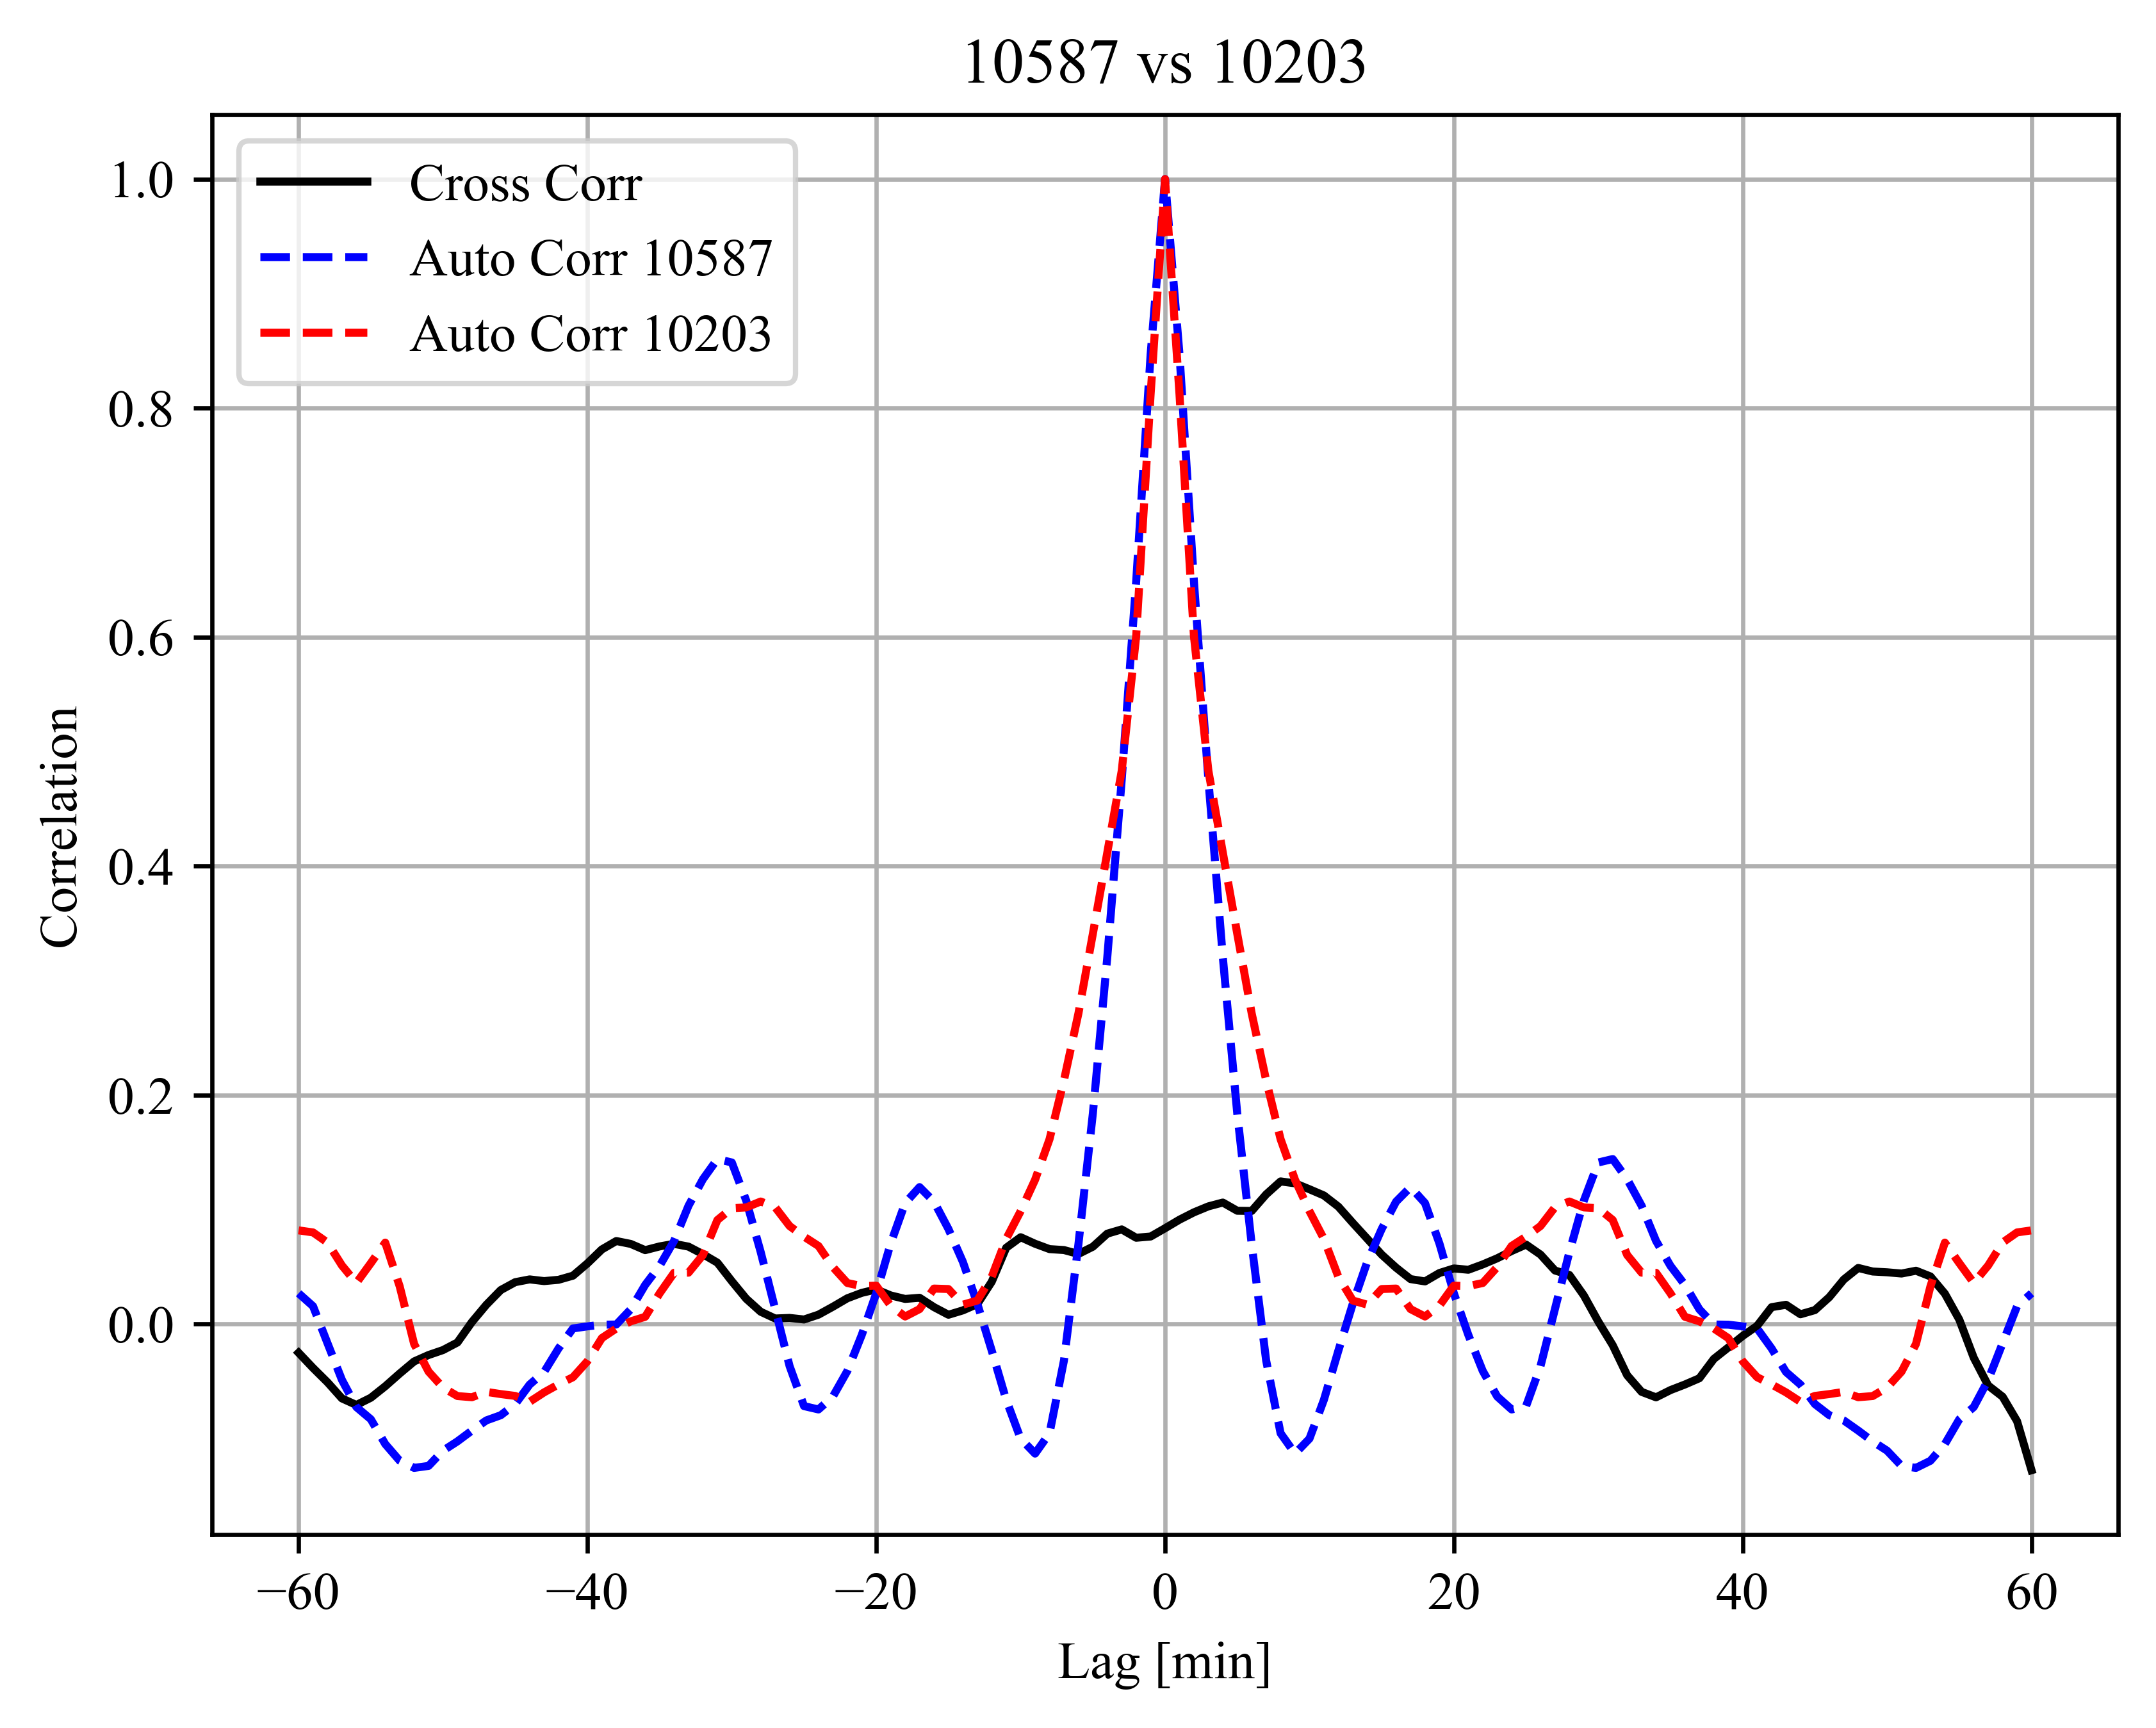 10587 vs 10203
Cross Corr
Auto Corr 10587
Auto Corr 10203
1.0
0.8
0.6
0.4
0.2
0.0
Correlation
−60 −40 −20 0 20 40 60
Lag [min]